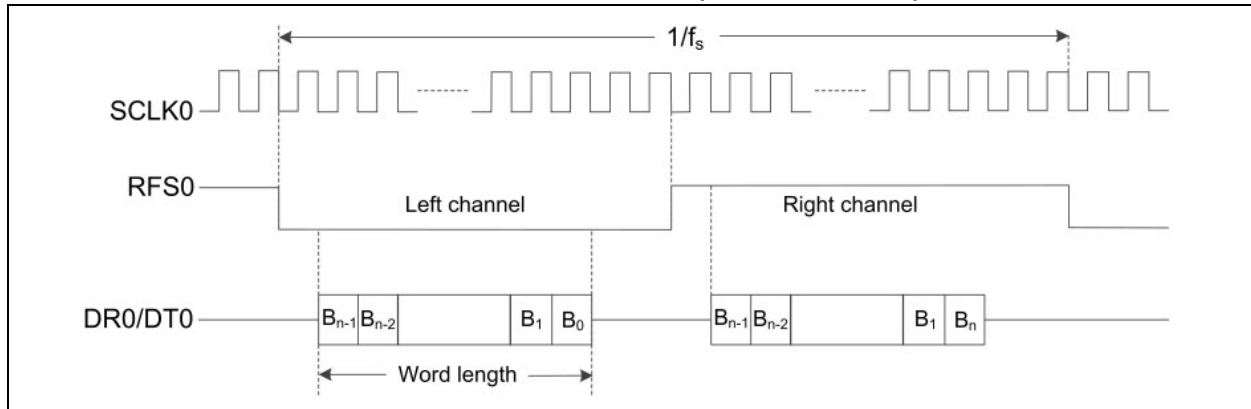 1/fs
SCLK0
RFS0
Left channel
Right channel
DR0/DT0
Bn-1 Bn-2 B1 B0 Bn-1 Bn-2 B1 Bn
Word length